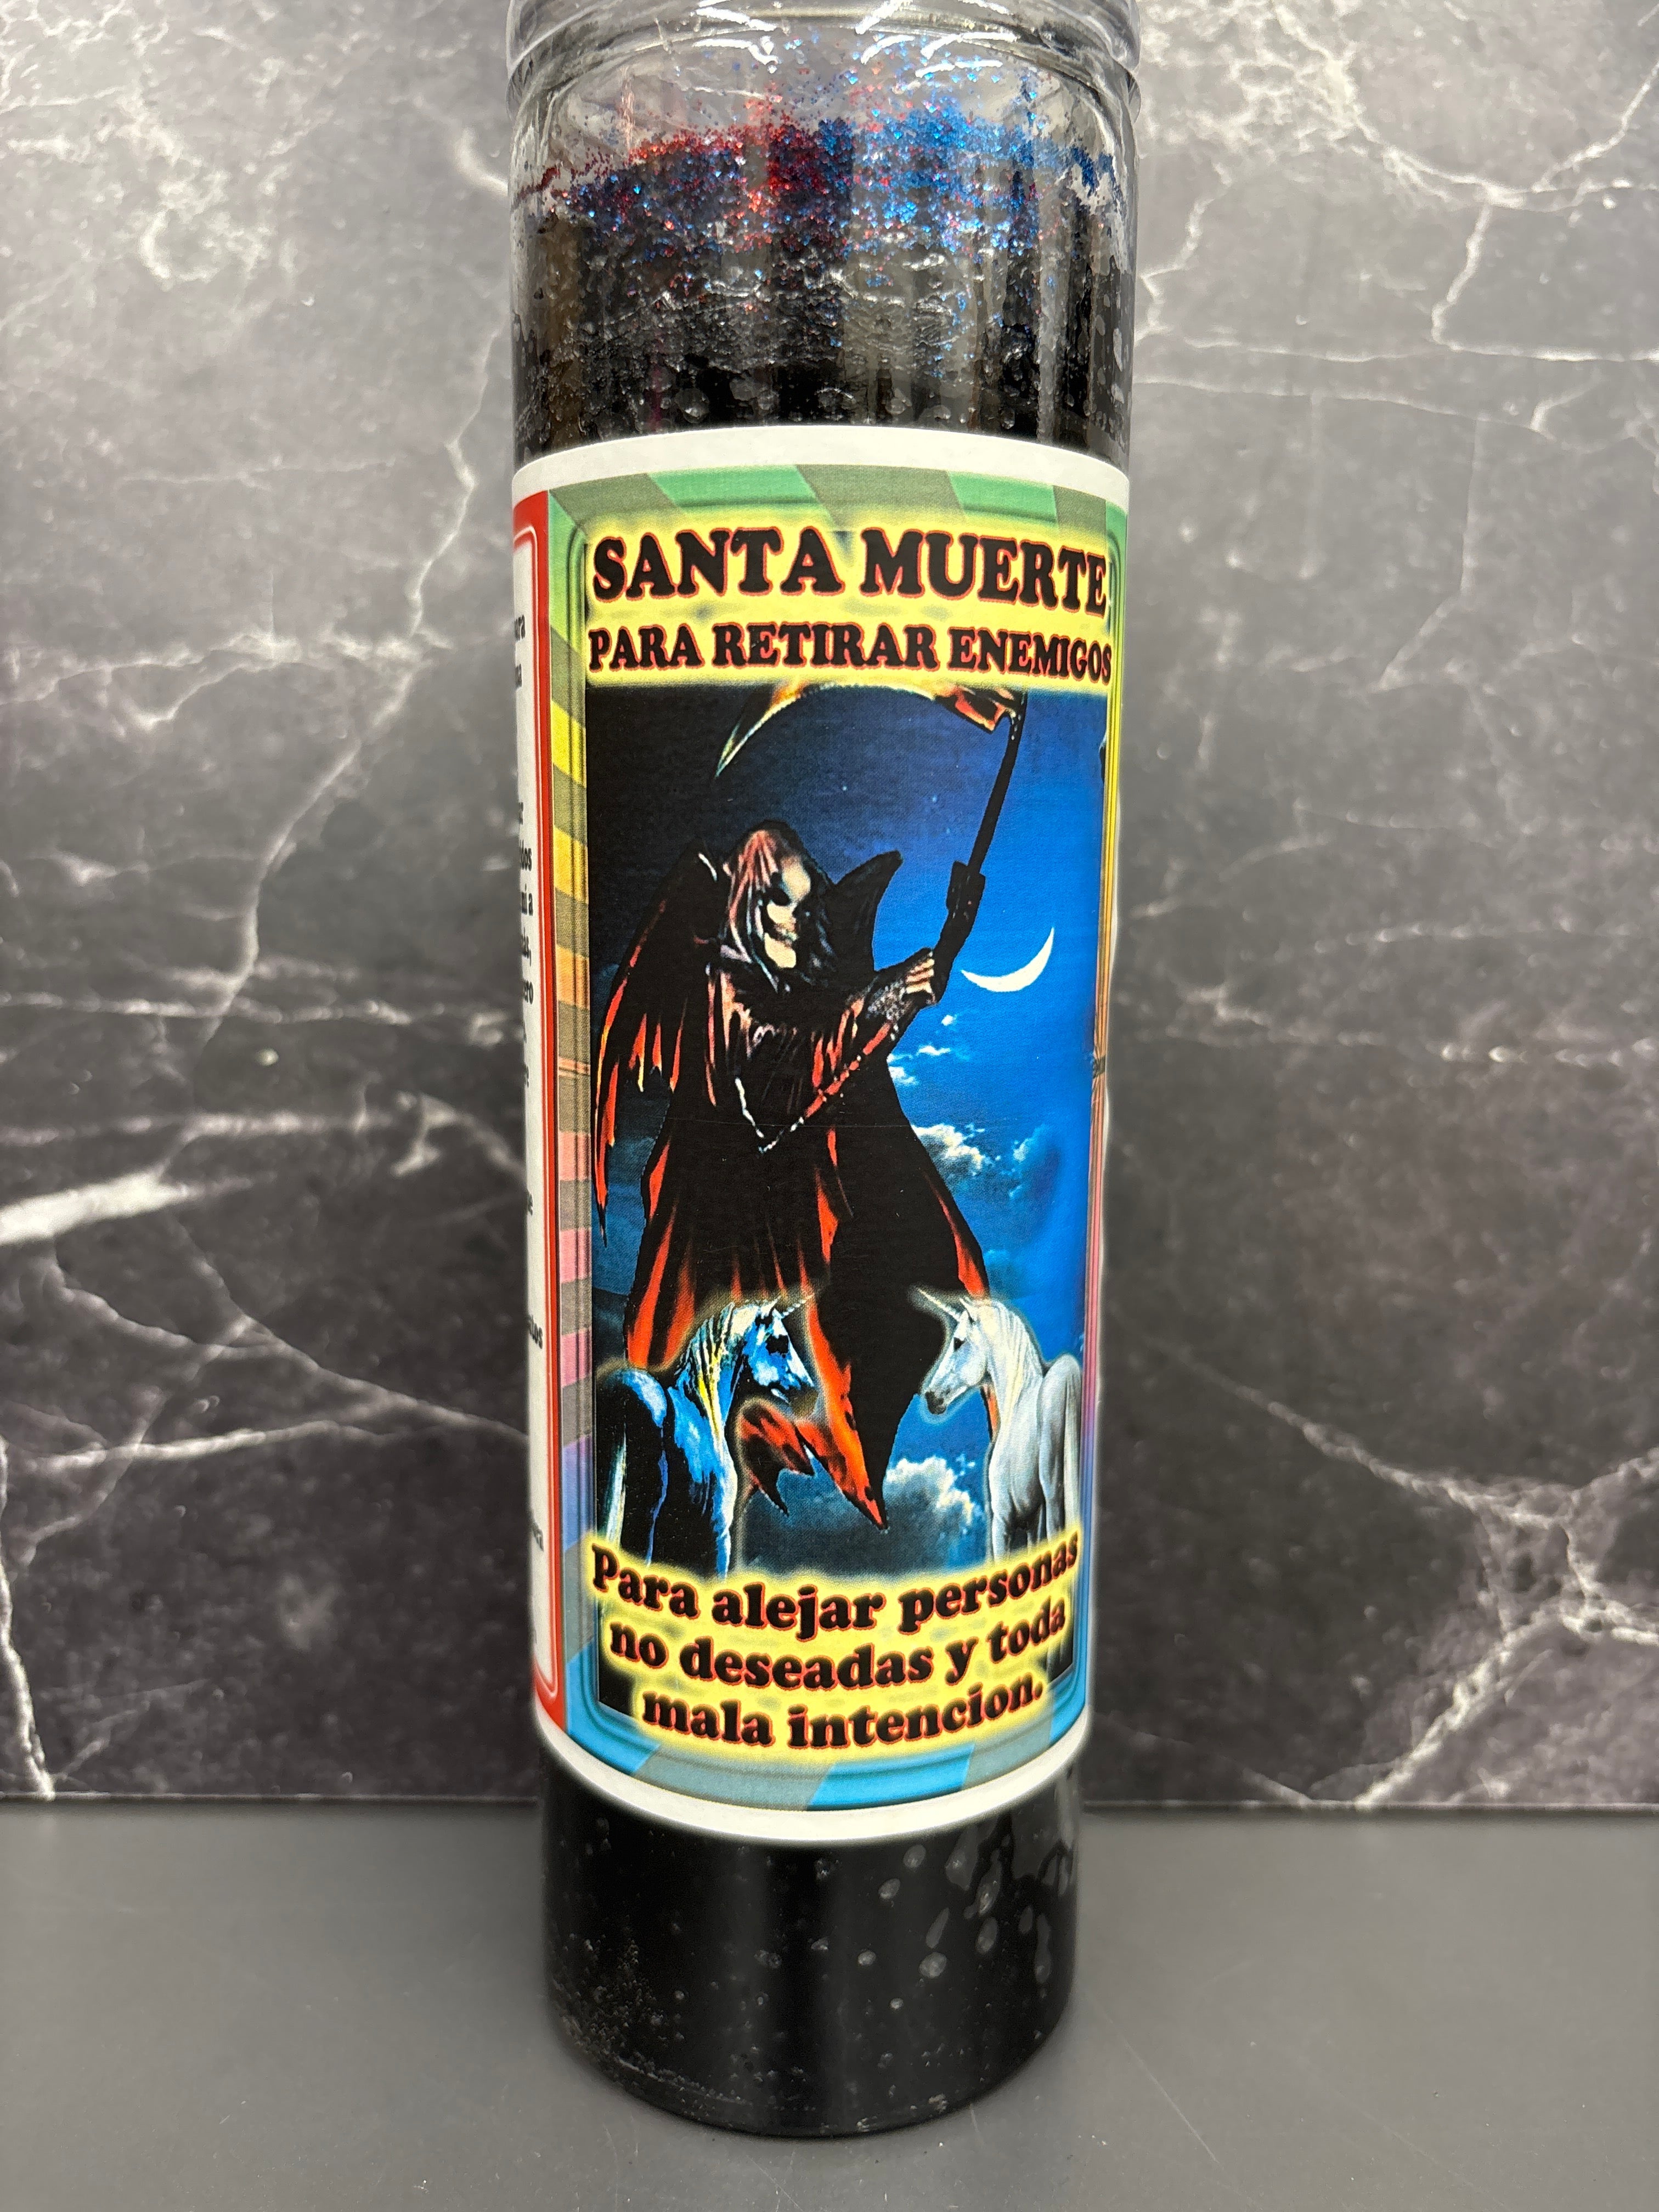 SANTA MUERTE
PARA RETIRAR ENEMIGOS
Para alejar personas
no deseadas y toda
mala intencion.